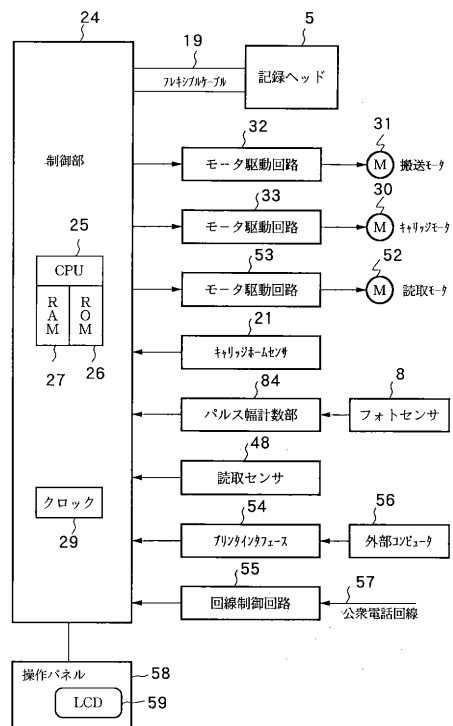 24
19
5
フレキシブルケーブル
記録ヘッド
制御部
32
31
モータ駆動回路
M
搬送モータ
33
30
モータ駆動回路
M
キャリッジモータ
25
53
52
CPU
モータ駆動回路
M
読取モータ
RAM
ROM
27
26
21
キャリッジホームセンサ
84
8
パルス幅計数部
フォトセンサ
48
読取センサ
クロック
29
54
56
プリンタインタフェース
外部コンピュータ
55
57
回線制御回路
公衆電話回線
操作パネル
58
LCD
59